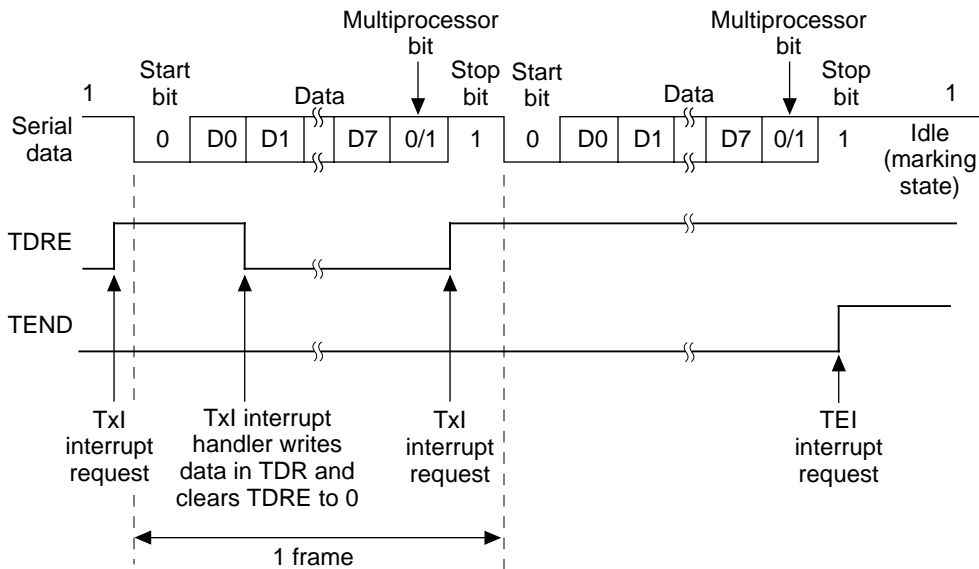 Multiprocessor bit
Multiprocessor bit
1
Start bit
Data
Stop bit
Start bit
Data
Stop bit
1
Serial data
0
D0
D1
D7
0/1
1
0
D0
D1
D7
0/1
1
Idle (marking state)
TDRE
TEND
TxI interrupt request
TxI interrupt handler writes data in TDR and clears TDRE to 0
TxI interrupt request
TEI interrupt request
1 frame